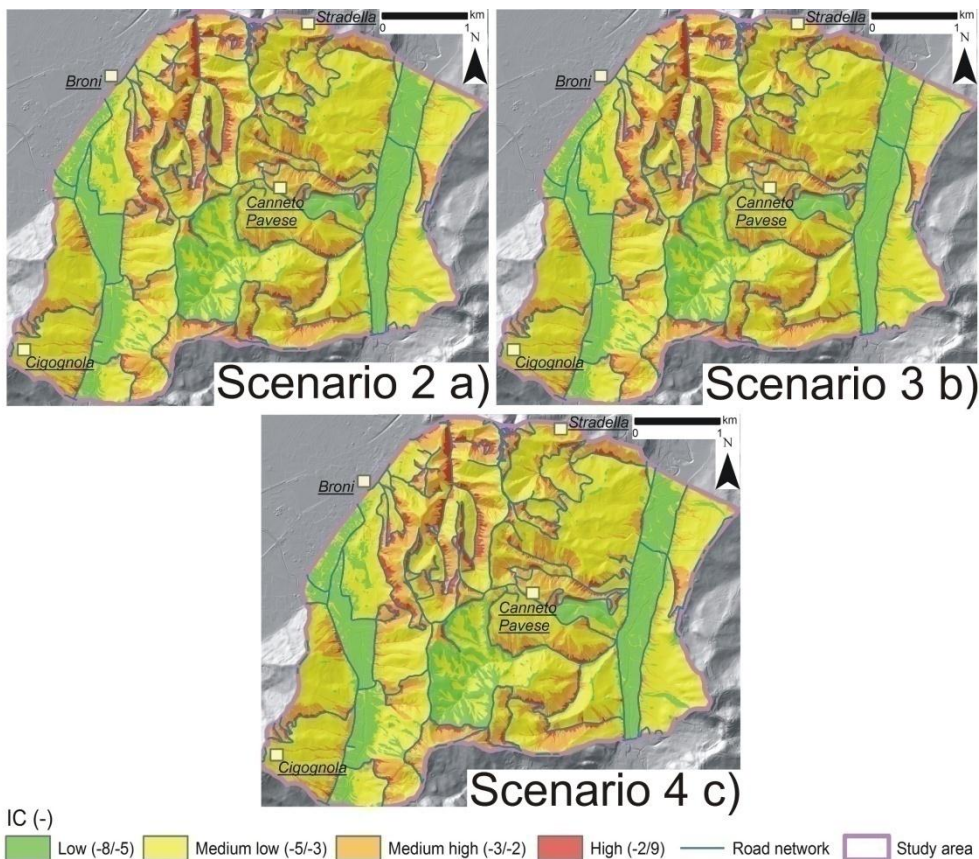 Stradella
km
0 1
N
Broni
Canneto
Pavese
Cigognola
Scenario 2 a)
Stradella
km
0 1
N
Broni
Canneto
Pavese
Cigognola
Scenario 3 b)
Stradella
km
0 1
N
Broni
Canneto
Pavese
Cigognola
Scenario 4 c)
IC (-)
Low (-8/-5) Medium low (-5/-3) Medium high (-3/-2) High (-2/9) Road network Study area